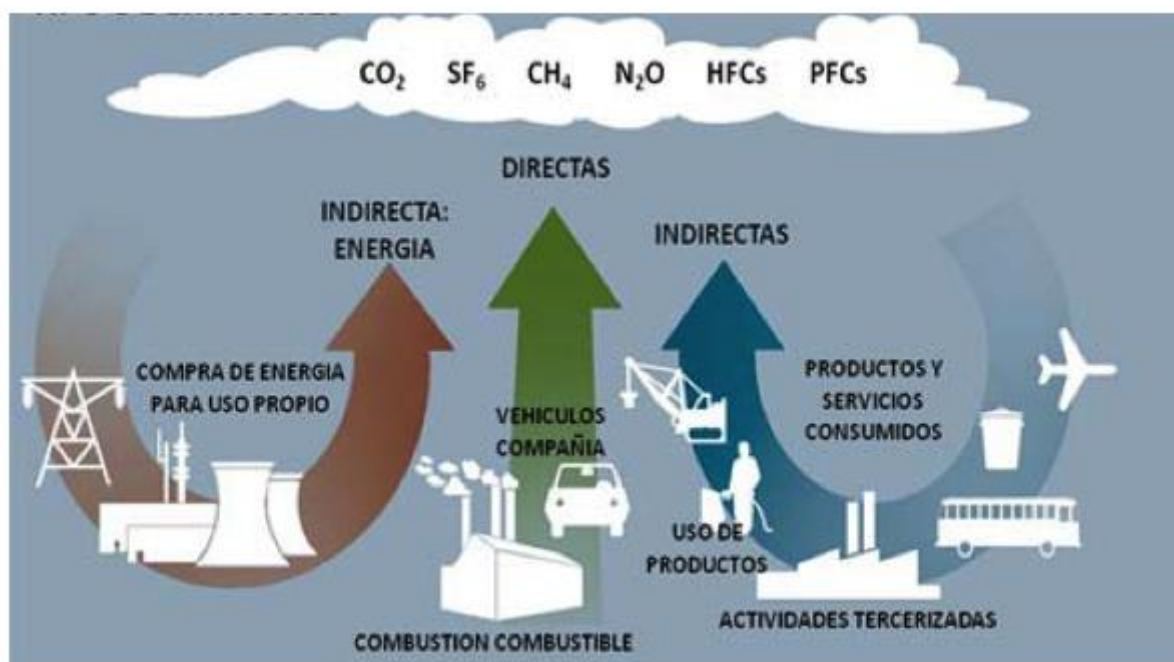 CO₂ SF₆ CH₄ N₂O HFCs PFCs
DIRECTAS
INDIRECTA:
ENERGIA
INDIRECTAS
COMPRA DE ENERGIA
PARA USO PROPIO
VEHICULOS
COMPAÑIA
PRODUCTOS Y
SERVICIOS
CONSUMIDOS
USO DE
PRODUCTOS
COMBUSTION COMBUSTIBLE
ACTIVIDADES TERCERIZADAS